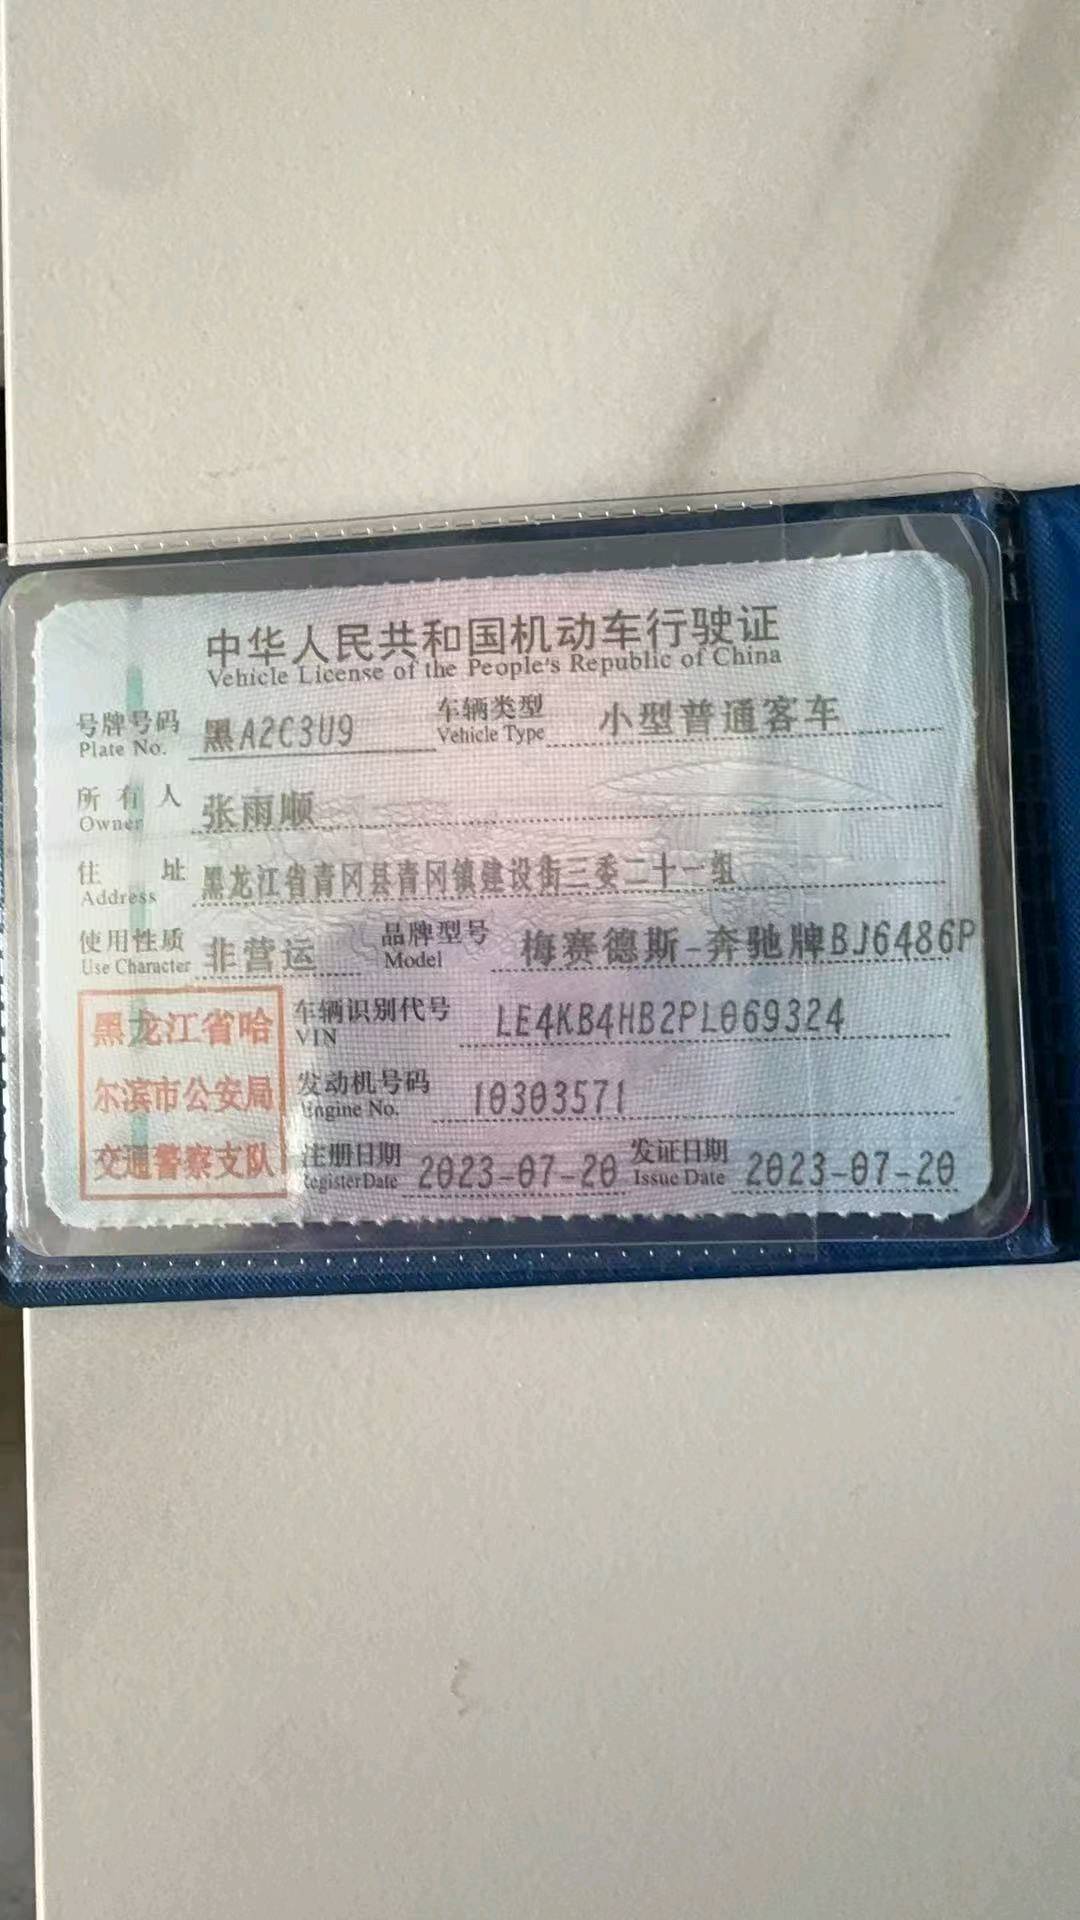 中华人民共和国机动车行驶证
Vehicle License of the People's Republic of China
号牌号码 黑A2C3U9 车辆类型 小型普通客车
Plate No. Vehicle Type
所有人 张雨顺
Owner
住址 黑龙江省青冈县青冈镇建设街三委二十一组
Address
使用性质 非营运 品牌型号 梅赛德斯-奔驰牌BJ6486P
Use Character Model
黑龙江省哈
尔滨市公安局
交通警察支队
车辆识别代号 LE4KB4HB2PL069324
VIN
发动机号码 10303571
Engine No.
注册日期 2023-07-20 发证日期 2023-07-20
Register Date Issue Date